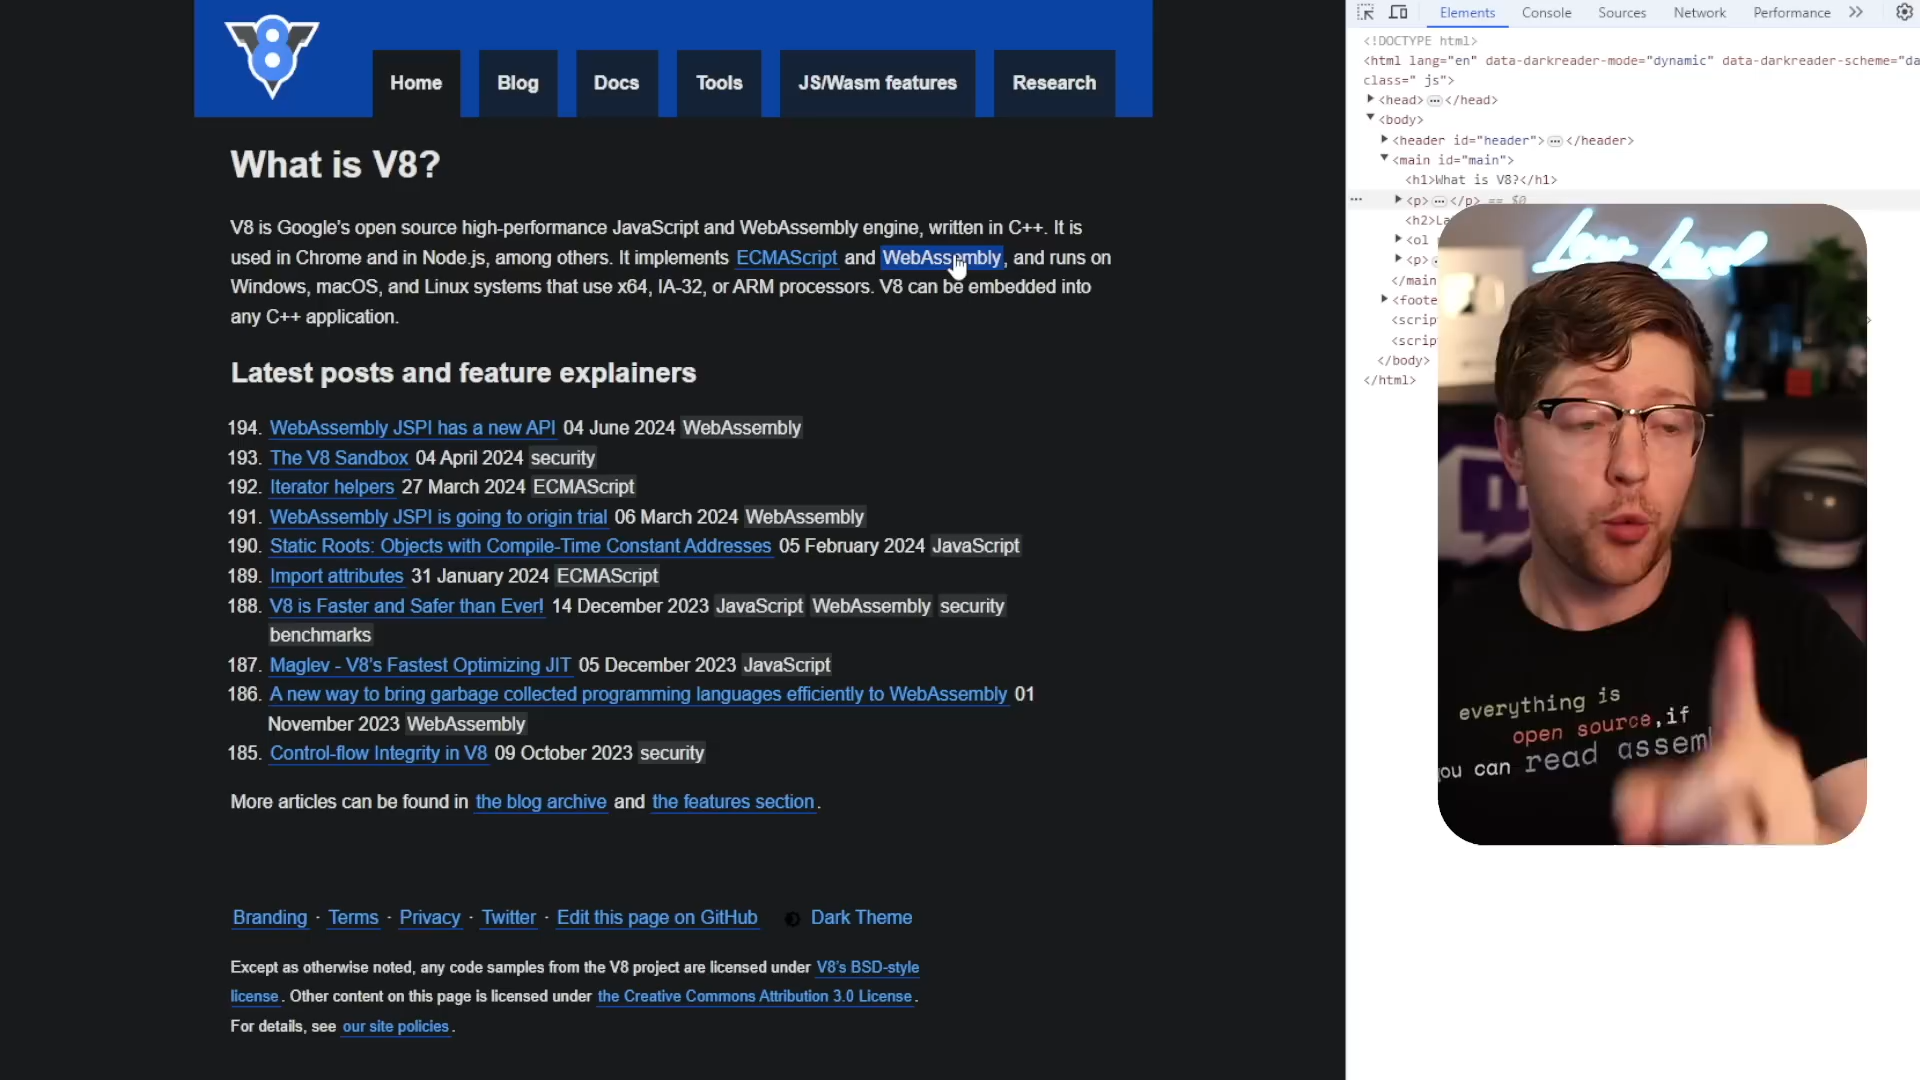 8
Home
Blog
Docs
Tools
JS/Wasm features
Research
What is V8?
V8 is Google's open source high-performance JavaScript and WebAssembly engine, written in C++. It is
used in Chrome and in Node.js, among others. It implements ECMAScript and WebAssembly, and runs on
Windows, macOS, and Linux systems that use x64, IA-32, or ARM processors. V8 can be embedded into
any C++ application.
Latest posts and feature explainers
194. WebAssembly JSPI has a new API 04 June 2024 WebAssembly
193. The V8 Sandbox 04 April 2024 security
192. Iterator helpers 27 March 2024 ECMAScript
191. WebAssembly JSPI is going to origin trial 06 March 2024 WebAssembly
190. Static Roots: Objects with Compile-Time Constant Addresses 05 February 2024 JavaScript
189. Import attributes 31 January 2024 ECMAScript
188. V8 is Faster and Safer than Ever! 14 December 2023 JavaScript WebAssembly security
benchmarks
187. Maglev - V8's Fastest Optimizing JIT 05 December 2023 JavaScript
186. A new way to bring garbage collected programming languages efficiently to WebAssembly 01
November 2023 WebAssembly
185. Control-flow Integrity in V8 09 October 2023 security
More articles can be found in the blog archive and the features section.
Branding · Terms · Privacy · Twitter · Edit this page on GitHub Dark Theme
Except as otherwise noted, any code samples from the V8 project are licensed under V8's BSD-style
license. Other content on this page is licensed under the Creative Commons Attribution 3.0 License.
For details, see our site policies.
Elements
Console
Sources
Network
Performance
<!DOCTYPE html>
<html lang="en" data-darkreader-mode="dynamic" data-darkreader-scheme="da
class=" js">
<head> … </head>
<body>
<header id="header"> … </header>
<main id="main">
<h1>What is V8?</h1>
<p> … </p> == $0
<h2>La
<ol
<p>
</main
<foote
<scrip
<scrip
</body>
</html>
Low Level
everything is
open source,if
you can read assem